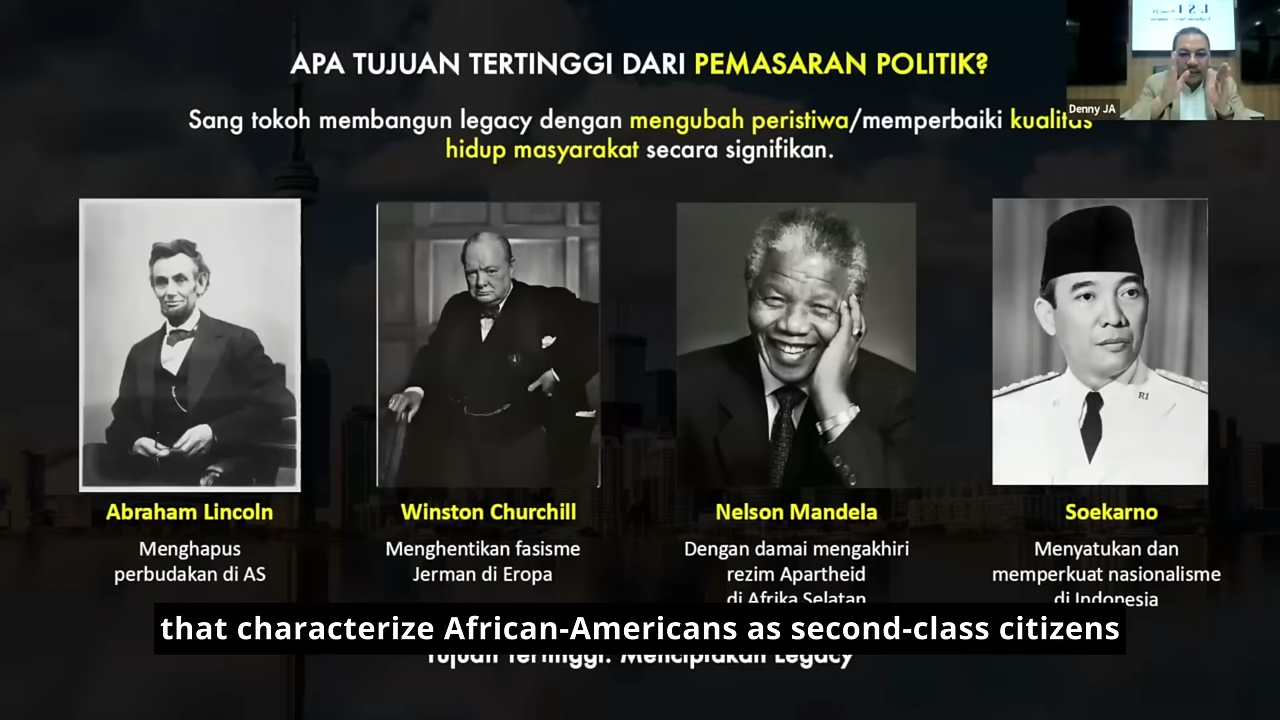 APA TUJUAN TERTINGGI DARI PEMASARAN POLITIK?
Denny JA
Sang tokoh membangun legacy dengan mengubah peristiwa/memperbaiki kualitas
hidup masyarakat secara signifikan.
RI
Abraham Lincoln
Menghapus
perbudakan di AS
Winston Churchill
Menghentikan fasisme
Jerman di Eropa
Nelson Mandela
Dengan damai mengakhiri
rezim Apartheid
di Afrika Selatan
Soekarno
Menyatukan dan
memperkuat nasionalisme
di Indonesia
that characterize African-Americans as second-class citizens
Tujuan Tertinggi: Menciptakan Legacy